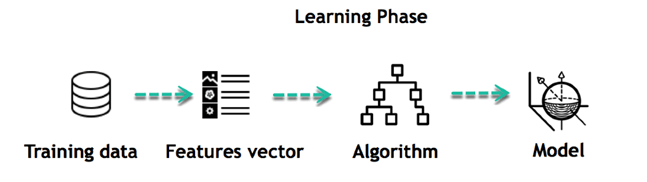 Learning Phase
Training data
Features vector
Algorithm
Model